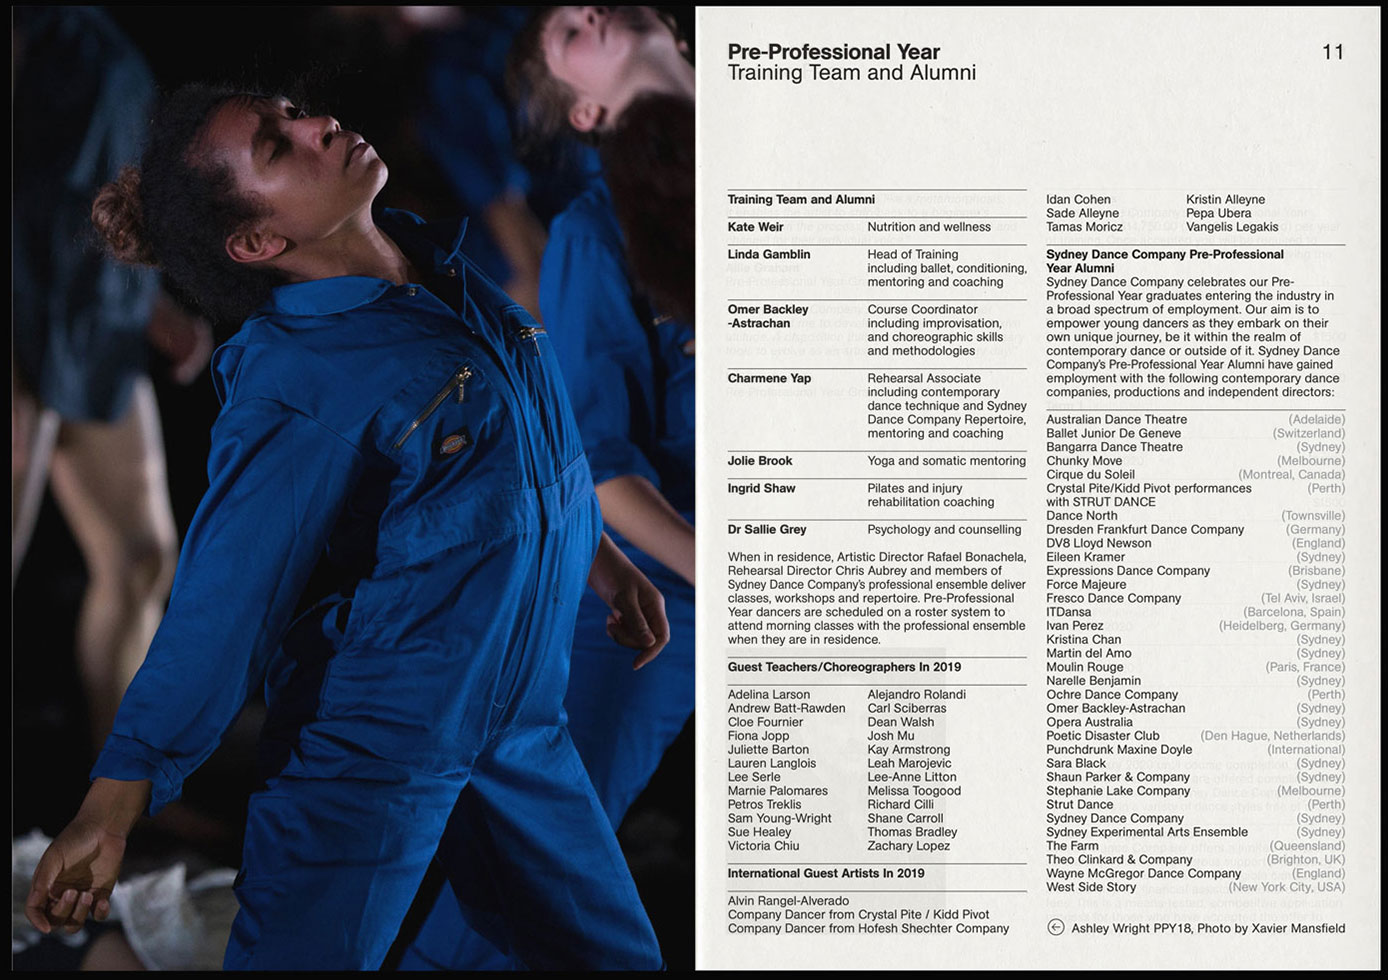 Pre-Professional Year
Training Team and Alumni
11
Training Team and Alumni
Kate Weir Nutrition and wellness
Linda Gamblin Head of Training
including ballet, conditioning,
mentoring and coaching
Omer Backley Course Coordinator
-Astrachan including improvisation,
and choreographic skills
and methodologies
Charmene Yap Rehearsal Associate
including contemporary
dance technique and Sydney
Dance Company Repertoire,
mentoring and coaching
Jolie Brook Yoga and somatic mentoring
Ingrid Shaw Pilates and injury
rehabilitation coaching
Dr Sallie Grey Psychology and counselling
When in residence, Artistic Director Rafael Bonachela,
Rehearsal Director Chris Aubrey and members of
Sydney Dance Company's professional ensemble deliver
classes, workshops and repertoire. Pre-Professional
Year dancers are scheduled on a roster system to
attend morning classes with the professional ensemble
when they are in residence.
Guest Teachers/Choreographers In 2019
Adelina Larson Alejandro Rolandi
Andrew Batt-Rawden Carl Sciberras
Cloe Fournier Dean Walsh
Fiona Jopp Josh Mu
Juliette Barton Kay Armstrong
Lauren Langlois Leah Marojevic
Lee Serle Lee-Anne Litton
Marnie Palomares Melissa Toogood
Petros Treklis Richard Cilli
Sam Young-Wright Shane Carroll
Sue Healey Thomas Bradley
Victoria Chiu Zachary Lopez
International Guest Artists In 2019
Alvin Rangel-Alverado
Company Dancer from Crystal Pite / Kidd Pivot
Company Dancer from Hofesh Shechter Company
Idan Cohen Kristin Alleyne
Sade Alleyne Pepa Ubera
Tamas Moricz Vangelis Legakis
Sydney Dance Company Pre-Professional
Year Alumni
Sydney Dance Company celebrates our Pre-
Professional Year graduates entering the industry in
a broad spectrum of employment. Our aim is to
empower young dancers as they embark on their
own unique journey, be it within the realm of
contemporary dance or outside of it. Sydney Dance
Company's Pre-Professional Year Alumni have gained
employment with the following contemporary dance
companies, productions and independent directors:
Australian Dance Theatre (Adelaide)
Ballet Junior De Geneve (Switzerland)
Bangarra Dance Theatre (Sydney)
Chunky Move (Melbourne)
Cirque du Soleil (Montreal, Canada)
Crystal Pite/Kidd Pivot performances (Perth)
with STRUT DANCE
Dance North (Townsville)
Dresden Frankfurt Dance Company (Germany)
DV8 Lloyd Newson (England)
Eileen Kramer (Sydney)
Expressions Dance Company (Brisbane)
Force Majeure (Sydney)
Fresco Dance Company (Tel Aviv, Israel)
ITDansa (Barcelona, Spain)
Ivan Perez (Heidelberg, Germany)
Kristina Chan (Sydney)
Martin del Amo (Sydney)
Moulin Rouge (Paris, France)
Narelle Benjamin (Sydney)
Ochre Dance Company (Perth)
Omer Backley-Astrachan (Sydney)
Opera Australia (Sydney)
Poetic Disaster Club (Den Hague, Netherlands)
Punchdrunk Maxine Doyle (International)
Sara Black (Sydney)
Shaun Parker & Company (Sydney)
Stephanie Lake Company (Melbourne)
Strut Dance (Perth)
Sydney Dance Company (Sydney)
Sydney Experimental Arts Ensemble (Sydney)
The Farm (Queensland)
Theo Clinkard & Company (Brighton, UK)
Wayne McGregor Dance Company (England)
West Side Story (New York City, USA)
Ashley Wright PPY18, Photo by Xavier Mansfield